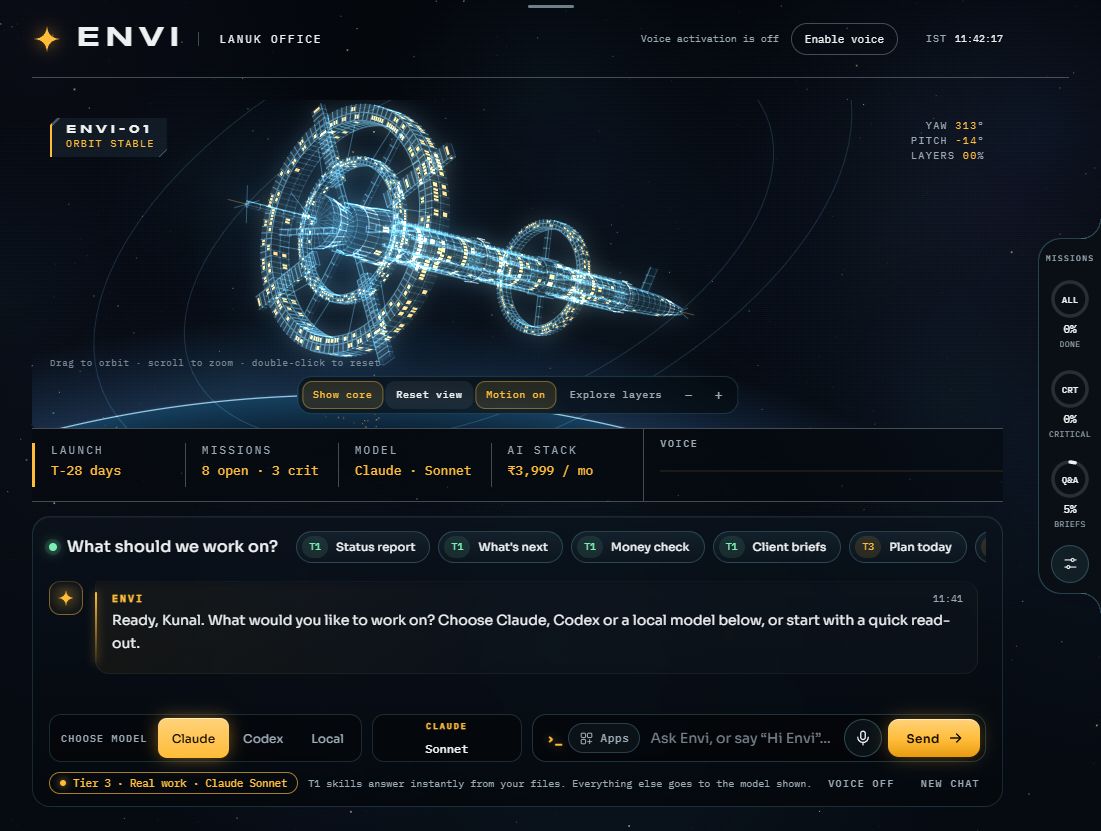 ENVI
LANUK OFFICE
Voice activation is off
Enable voice
IST 11:42:17
ENVI-01
ORBIT STABLE
YAW 313°
PITCH -14°
LAYERS 00%
Drag to orbit · scroll to zoom · double-click to reset
Show core
Reset view
Motion on
Explore layers
−
+
MISSIONS
ALL
0%
DONE
CRT
0%
CRITICAL
Q&A
5%
BRIEFS
LAUNCH
T-28 days
MISSIONS
8 open · 3 crit
MODEL
Claude · Sonnet
AI STACK
₹3,999 / mo
VOICE
What should we work on?
T1 Status report
T1 What's next
T1 Money check
T1 Client briefs
T3 Plan today
ENVI
11:41
Ready, Kunal. What would you like to work on? Choose Claude, Codex or a local model below, or start with a quick read-
out.
CHOOSE MODEL
Claude
Codex
Local
CLAUDE
Sonnet
›_
Apps
Ask Envi, or say “Hi Envi”…
Send →
Tier 3 · Real work · Claude Sonnet
T1 skills answer instantly from your files. Everything else goes to the model shown.
VOICE OFF
NEW CHAT